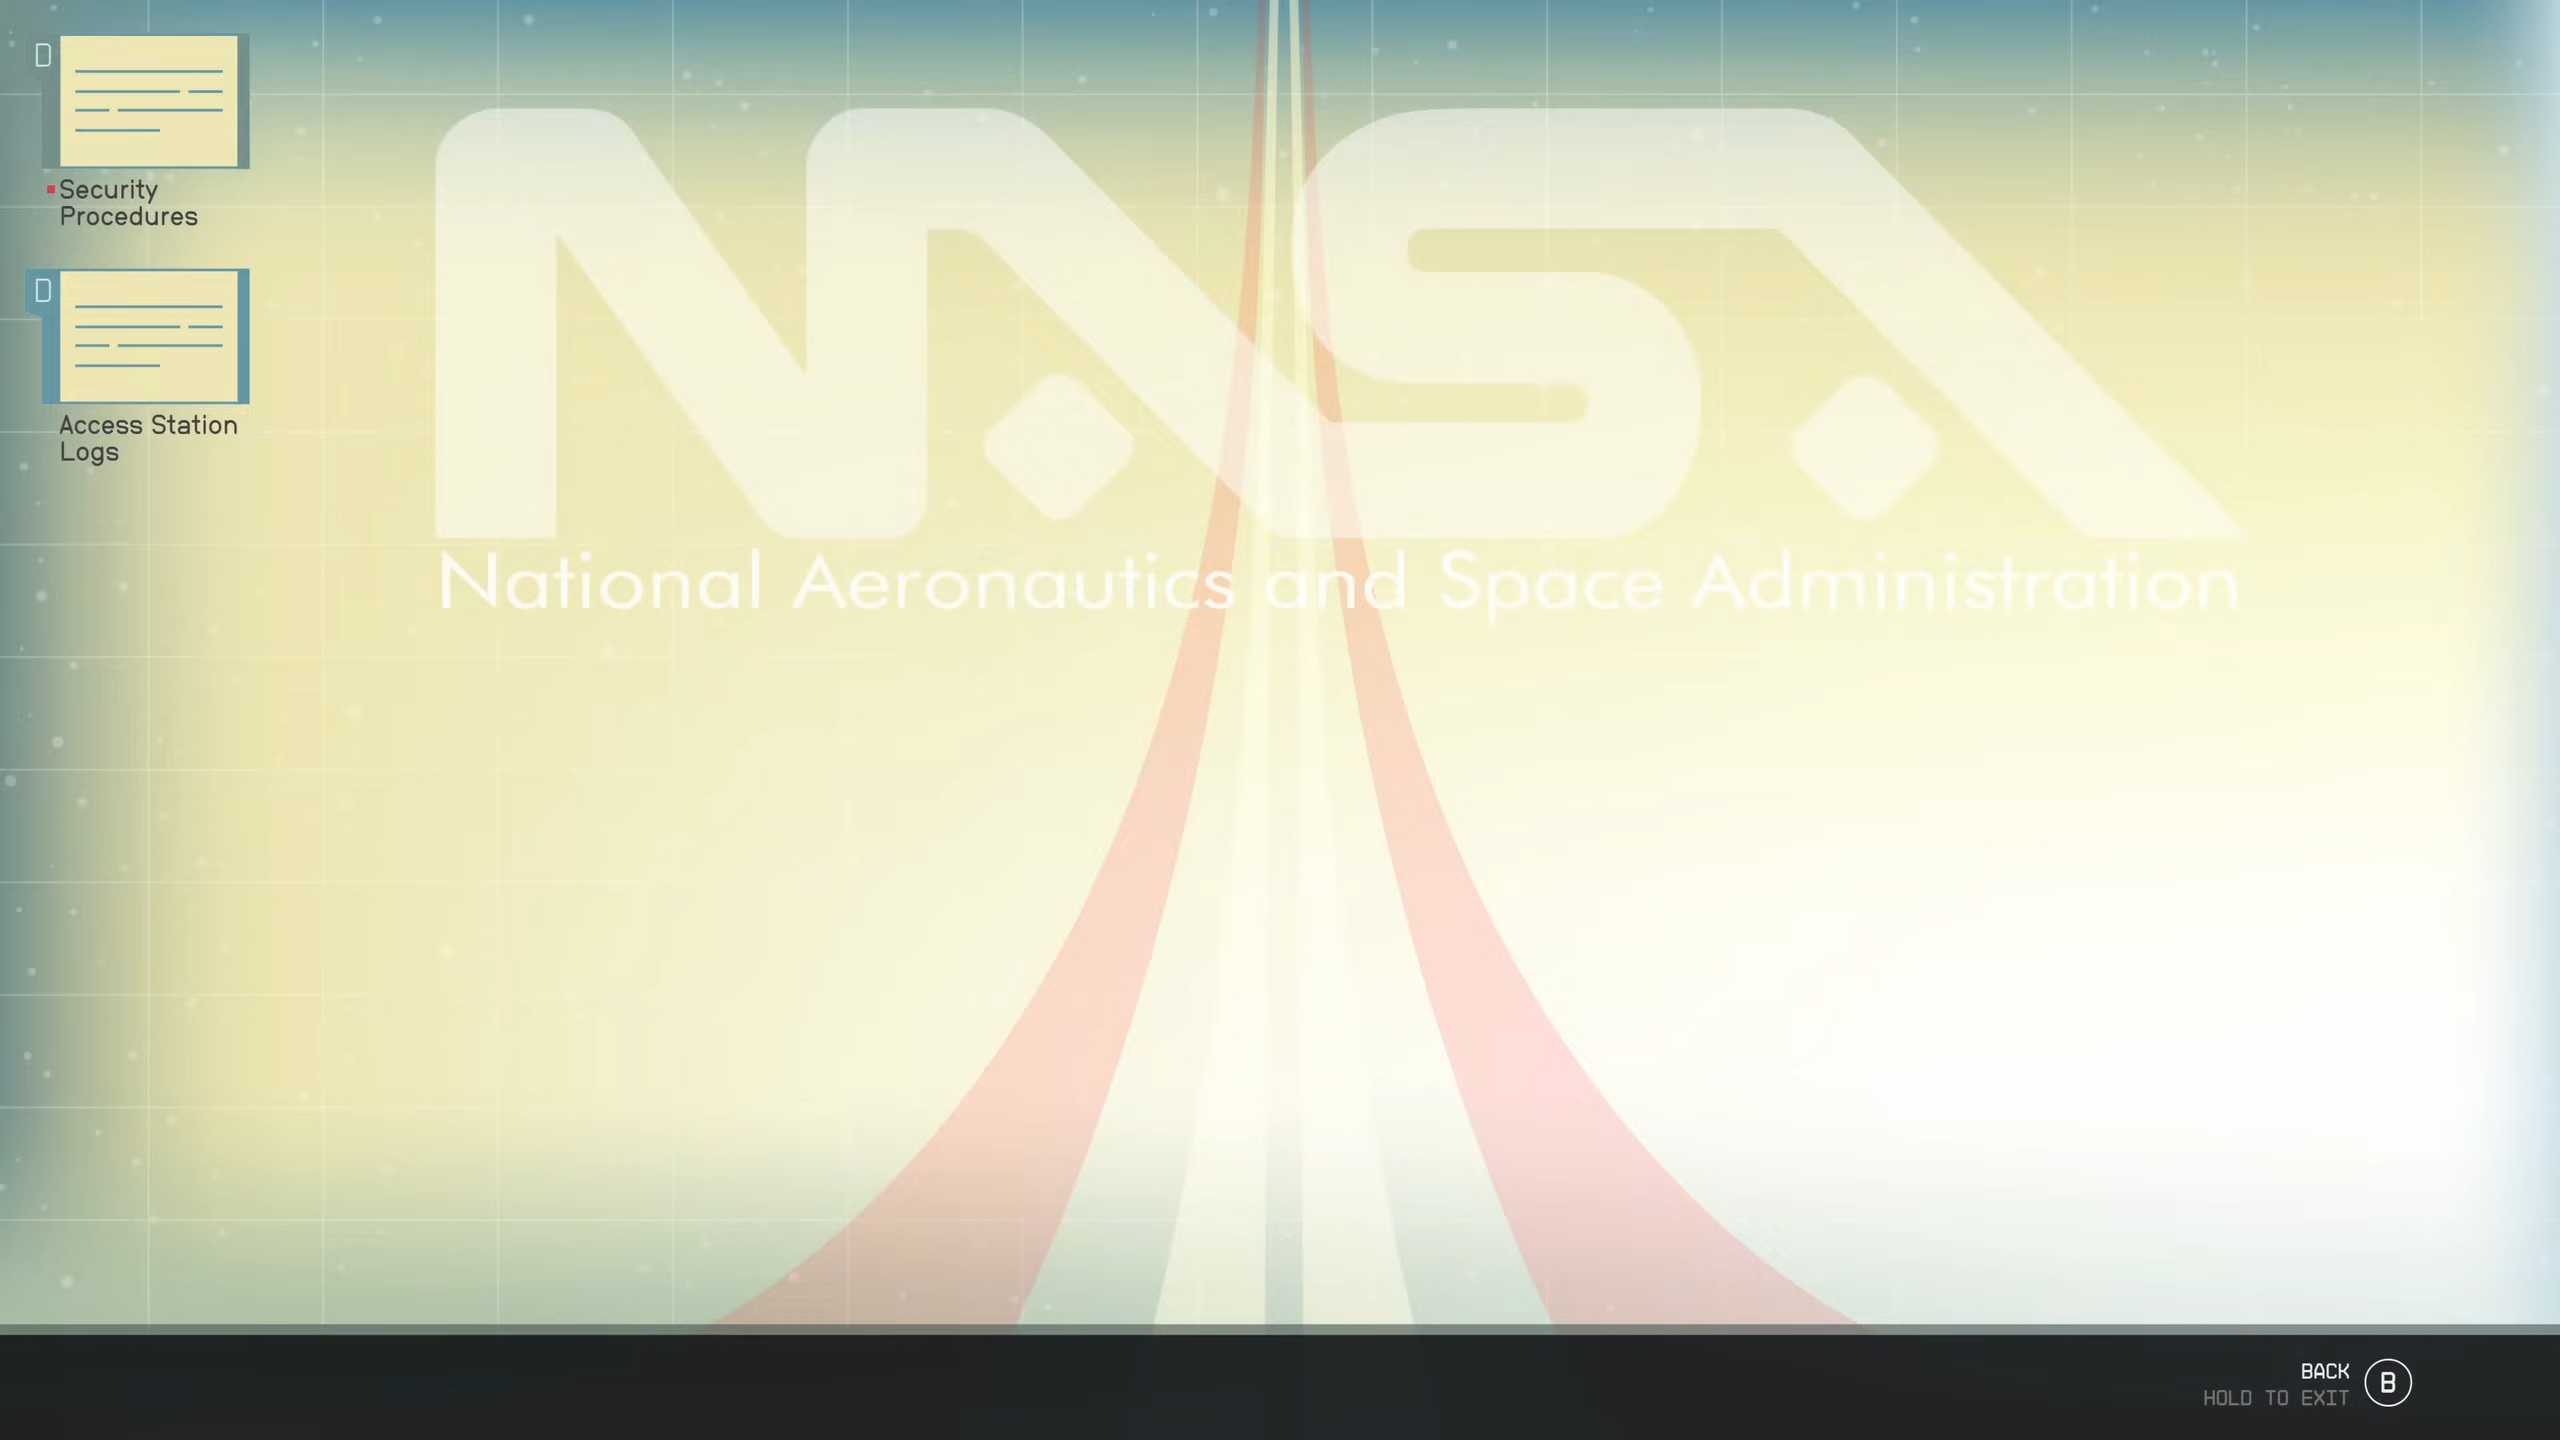 Security
Procedures
Access Station
Logs
NASA
National Aeronautics and Space Administration
BACK
HOLD TO EXIT
B